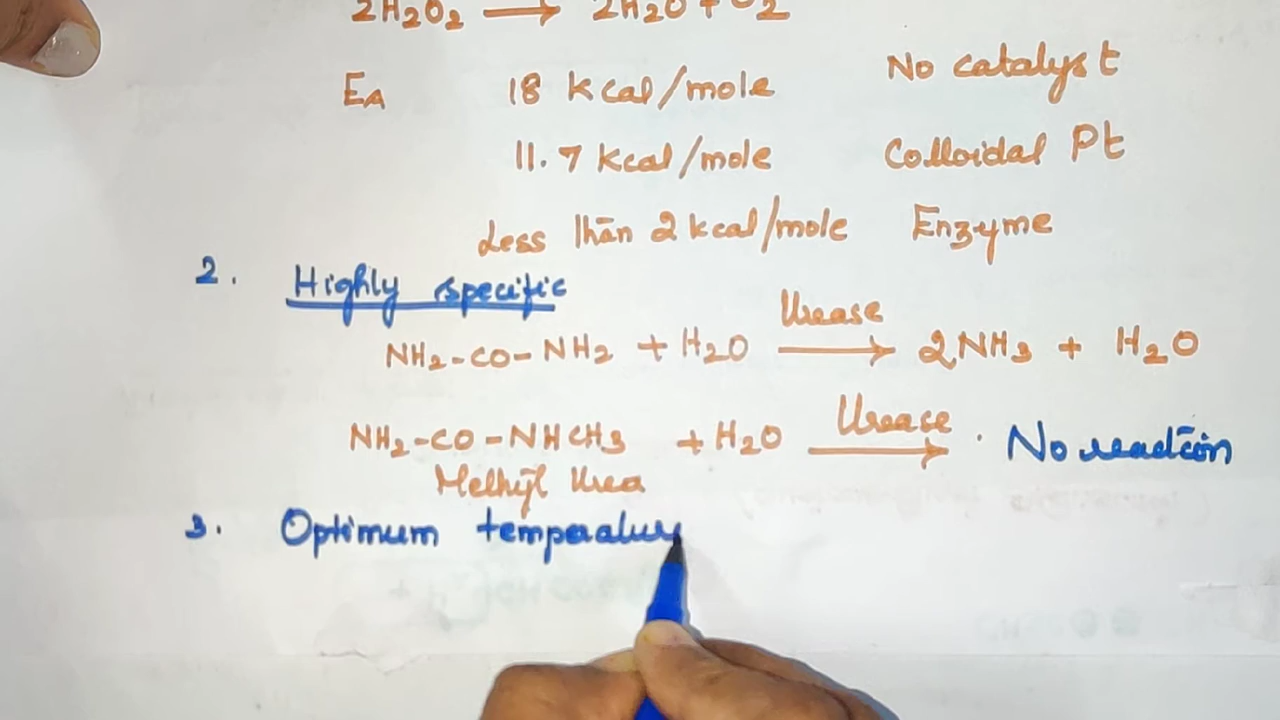 2H2O2 → 2H2O + O2
EA 18 kcal/mole No catalyst
11.7 kcal/mole Colloidal Pt
Less than 2 kcal/mole Enzyme
2. Highly specific
Urease
NH2-CO-NH2 + H2O → 2NH3 + H2O
Urease
NH2-CO-NHCH3 + H2O → No reaction
Methyl Urea
3. Optimum temperatur